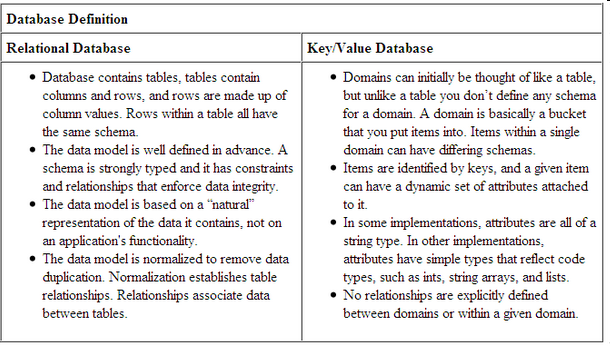 Database Definition
Relational Database
Key/Value Database
• Database contains tables, tables contain
columns and rows, and rows are made up of
column values. Rows within a table all have
the same schema.
• The data model is well defined in advance. A
schema is strongly typed and it has constraints
and relationships that enforce data integrity.
• The data model is based on a “natural”
representation of the data it contains, not on
an application's functionality.
• The data model is normalized to remove data
duplication. Normalization establishes table
relationships. Relationships associate data
between tables.
• Domains can initially be thought of like a table,
but unlike a table you don’t define any schema
for a domain. A domain is basically a bucket
that you put items into. Items within a single
domain can have differing schemas.
• Items are identified by keys, and a given item
can have a dynamic set of attributes attached
to it.
• In some implementations, attributes are all of a
string type. In other implementations,
attributes have simple types that reflect code
types, such as ints, string arrays, and lists.
• No relationships are explicitly defined
between domains or within a given domain.